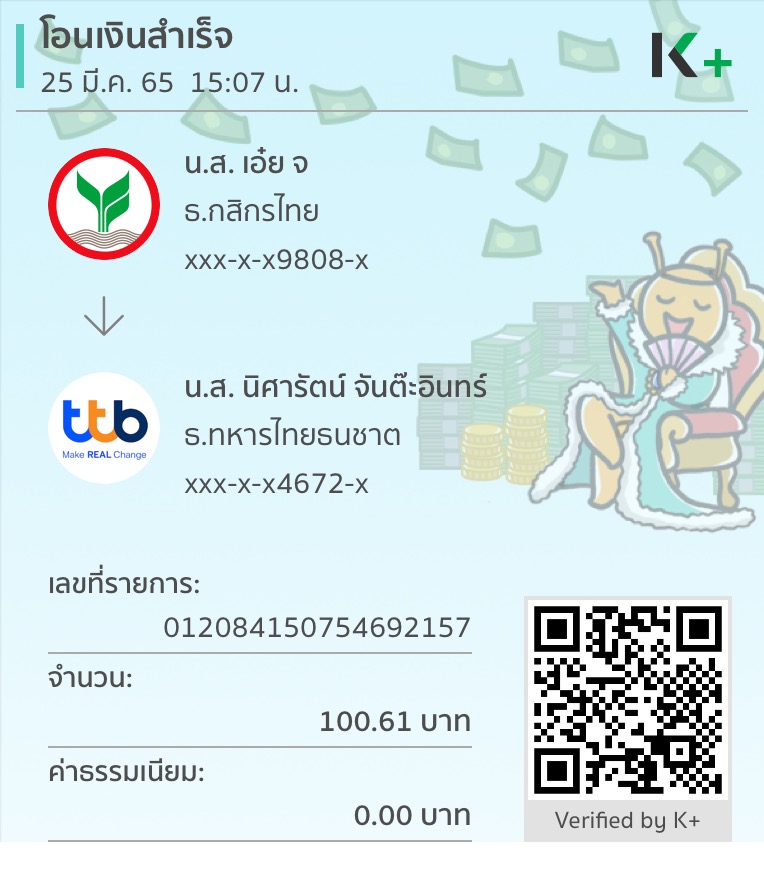 โอนเงินสำเร็จ
25 มี.ค. 65 15:07 น.
K+
น.ส. เอ๋ย จ
ธ.กสิกรไทย
xxx-x-x9808-x
ttb
Make REAL Change
น.ส. นิศารัตน์ จันต๊ะอินทร์
ธ.ทหารไทยธนชาต
xxx-x-x4672-x
เลขที่รายการ:
012084150754692157
จำนวน:
100.61 บาท
ค่าธรรมเนียม:
0.00 บาท
Verified by K+